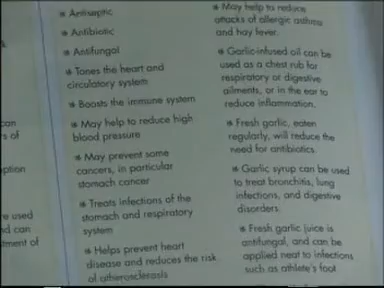 k
can
rs of
ption
re used
nd can
tment of
* Antiseptic
* Antibiotic
* Antifungal
* Tones the heart and
circulatory system
* Boosts the immune system
* May help to reduce high
blood pressure
* May prevent some
cancers, in particular
stomach cancer
* Treats infections of the
stomach and respiratory
system
* Helps prevent heart
disease and reduces the risk
of atherosclerosis
* May help to reduce
attacks of allergic asthma
and hay fever.
* Garlic-infused oil can be
used as a chest rub for
respiratory or digestive
ailments, or in the ear to
reduce inflammation.
* Fresh garlic, eaten
regularly, will reduce the
need for antibiotics.
* Garlic syrup can be used
to treat bronchitis, lung
infections, and digestive
disorders.
* Fresh garlic juice is
antifungal, and can be
applied neat to infections
such as athlete's foot.